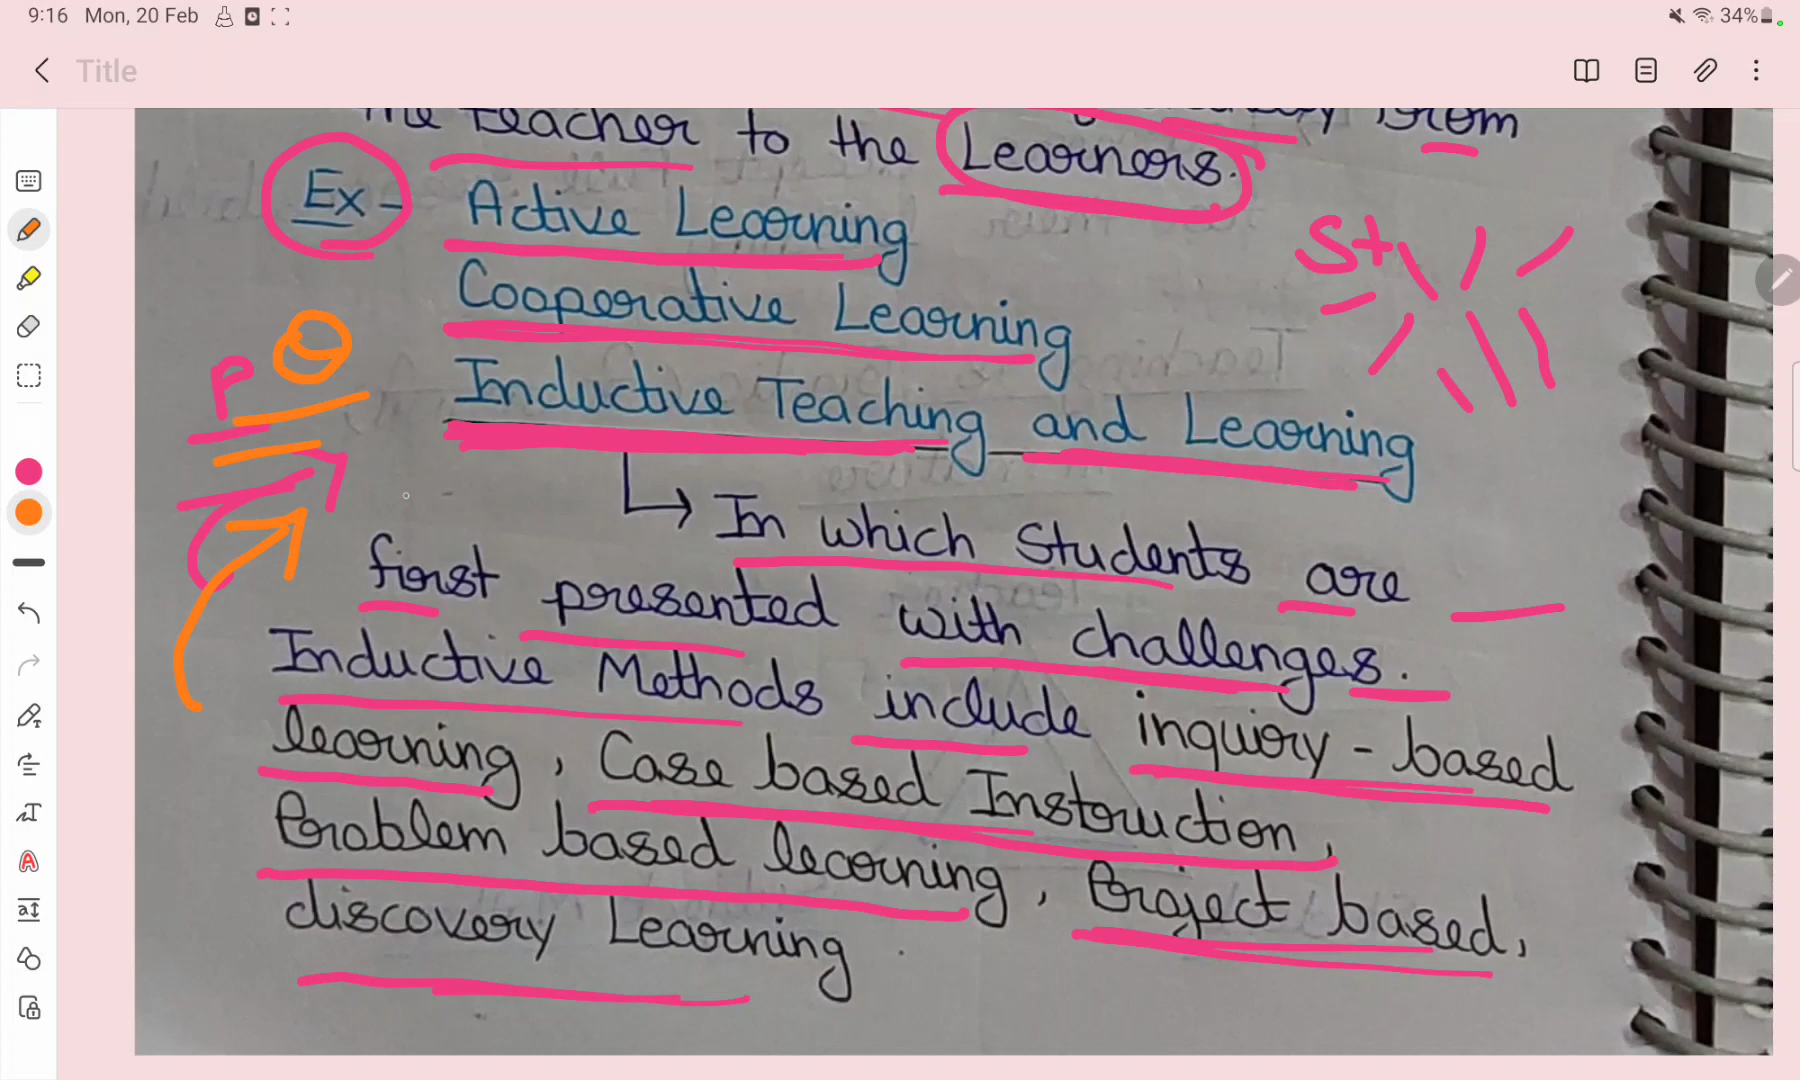 9:16 Mon, 20 Feb
34%
Title
the teacher to the Learners.
from
Ex - Active Learning
St
Cooperative Learning
P
Inductive Teaching and Learning
↳ In which Students are
first presented with challenges.
Inductive Methods include inquiry - based
learning, Case based Instruction,
Problem based learning, Project based,
discovery Learning.